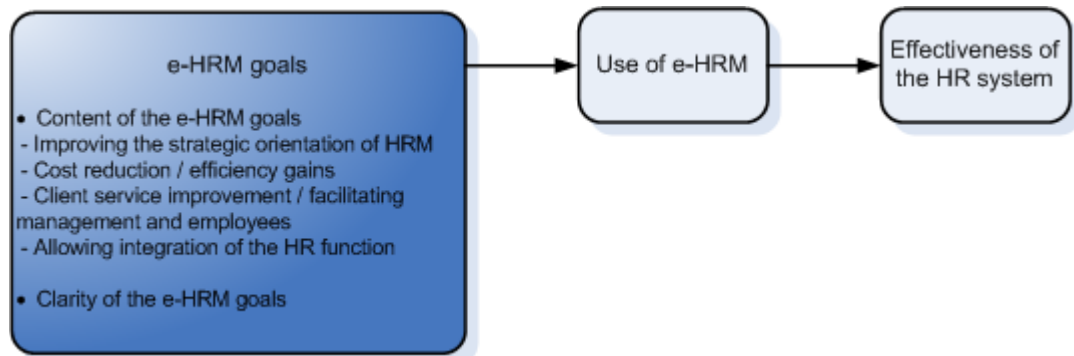 e-HRM goals
• Content of the e-HRM goals
- Improving the strategic orientation of HRM
- Cost reduction / efficiency gains
- Client service improvement / facilitating
management and employees
- Allowing integration of the HR function
• Clarity of the e-HRM goals
Use of e-HRM
Effectiveness of
the HR system